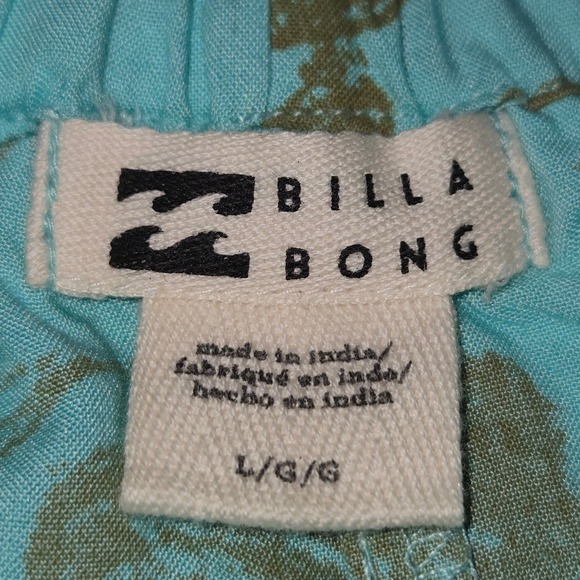 BILLA
BONG
made in india/
fabriqué en inde/
hecho en india
L/G/G